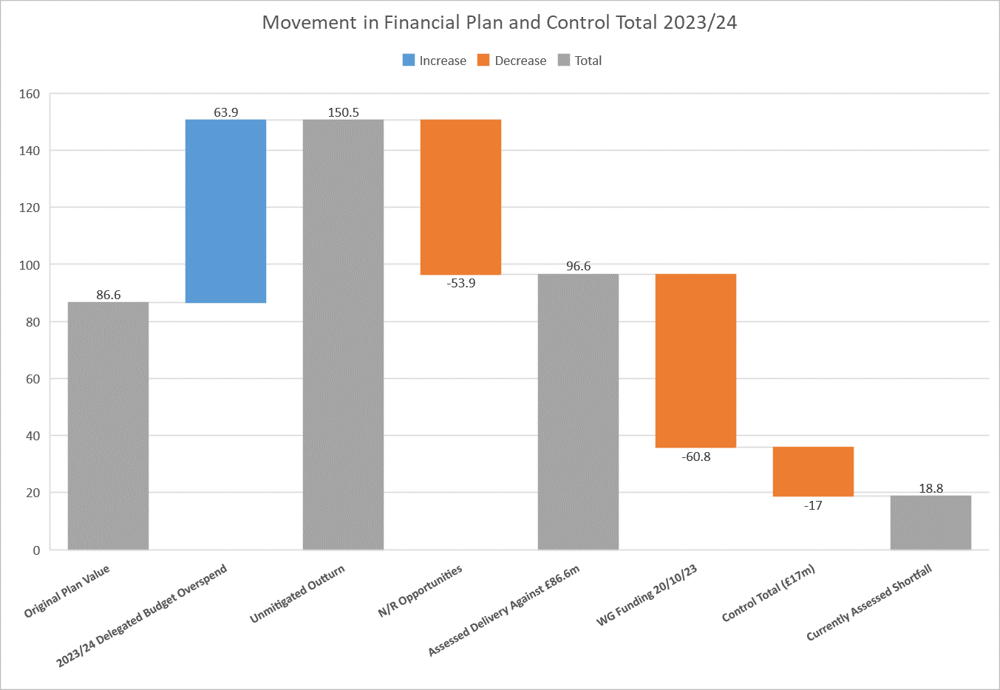 Movement in Financial Plan and Control Total 2023/24
Increase Decrease Total
160
140
120
100
80
60
40
20
0
86.6
63.9
150.5
-53.9
96.6
-60.8
-17
18.8
Original Plan Value
2023/24 Delegated Budget Overspend
Unmitigated Outturn
N/R Opportunities
Assessed Delivery Against £86.6m
WG Funding 20/10/23
Control Total (£17m)
Currently Assessed Shortfall